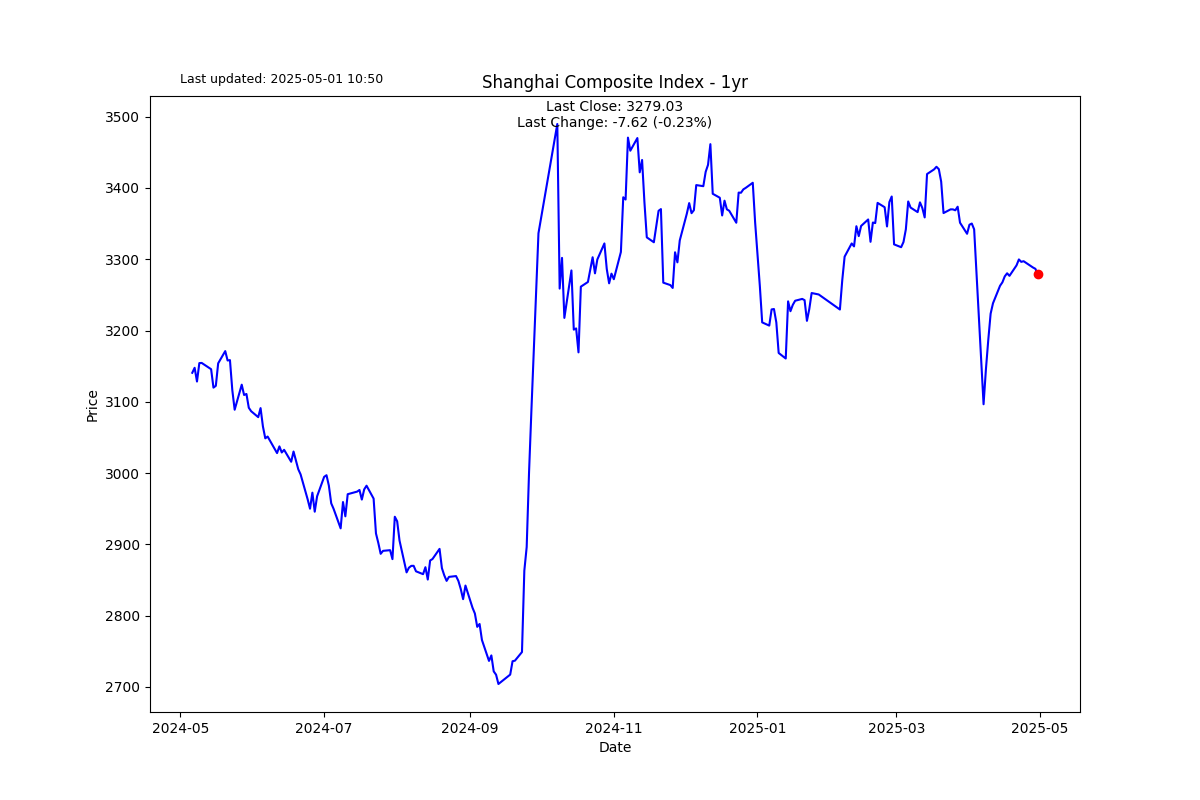 Last updated: 2025-05-01 10:50
Shanghai Composite Index - 1yr
Last Close: 3279.03
Last Change: -7.62 (-0.23%)
3500
3400
3300
3200
3100
3000
2900
2800
2700
Price
2024-05
2024-07
2024-09
2024-11
2025-01
2025-03
2025-05
Date